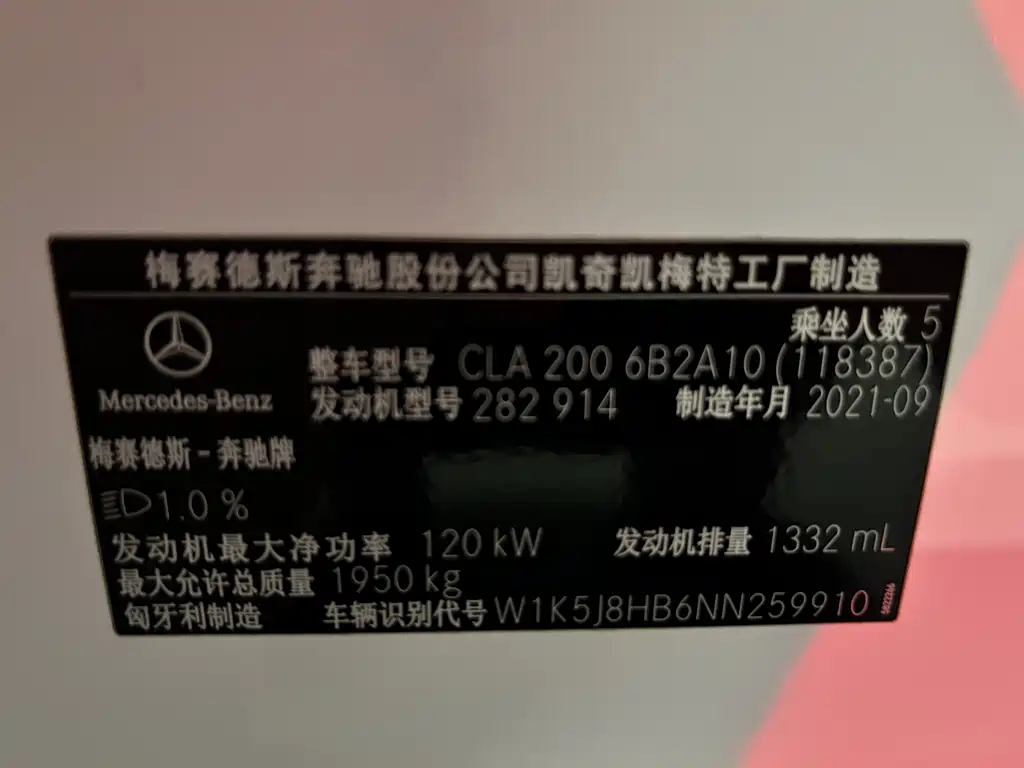 梅赛德斯奔驰股份公司凯奇凯梅特工厂制造
乘坐人数 5
整车型号 CLA 200 6B2A10 (118387)
Mercedes-Benz
发动机型号 282 914 制造年月 2021-09
梅赛德斯-奔驰牌
1.0 %
发动机最大净功率 120 kW 发动机排量 1332 mL
最大允许总质量 1950 kg
匈牙利制造 车辆识别代号 W1K5J8HB6NN259910